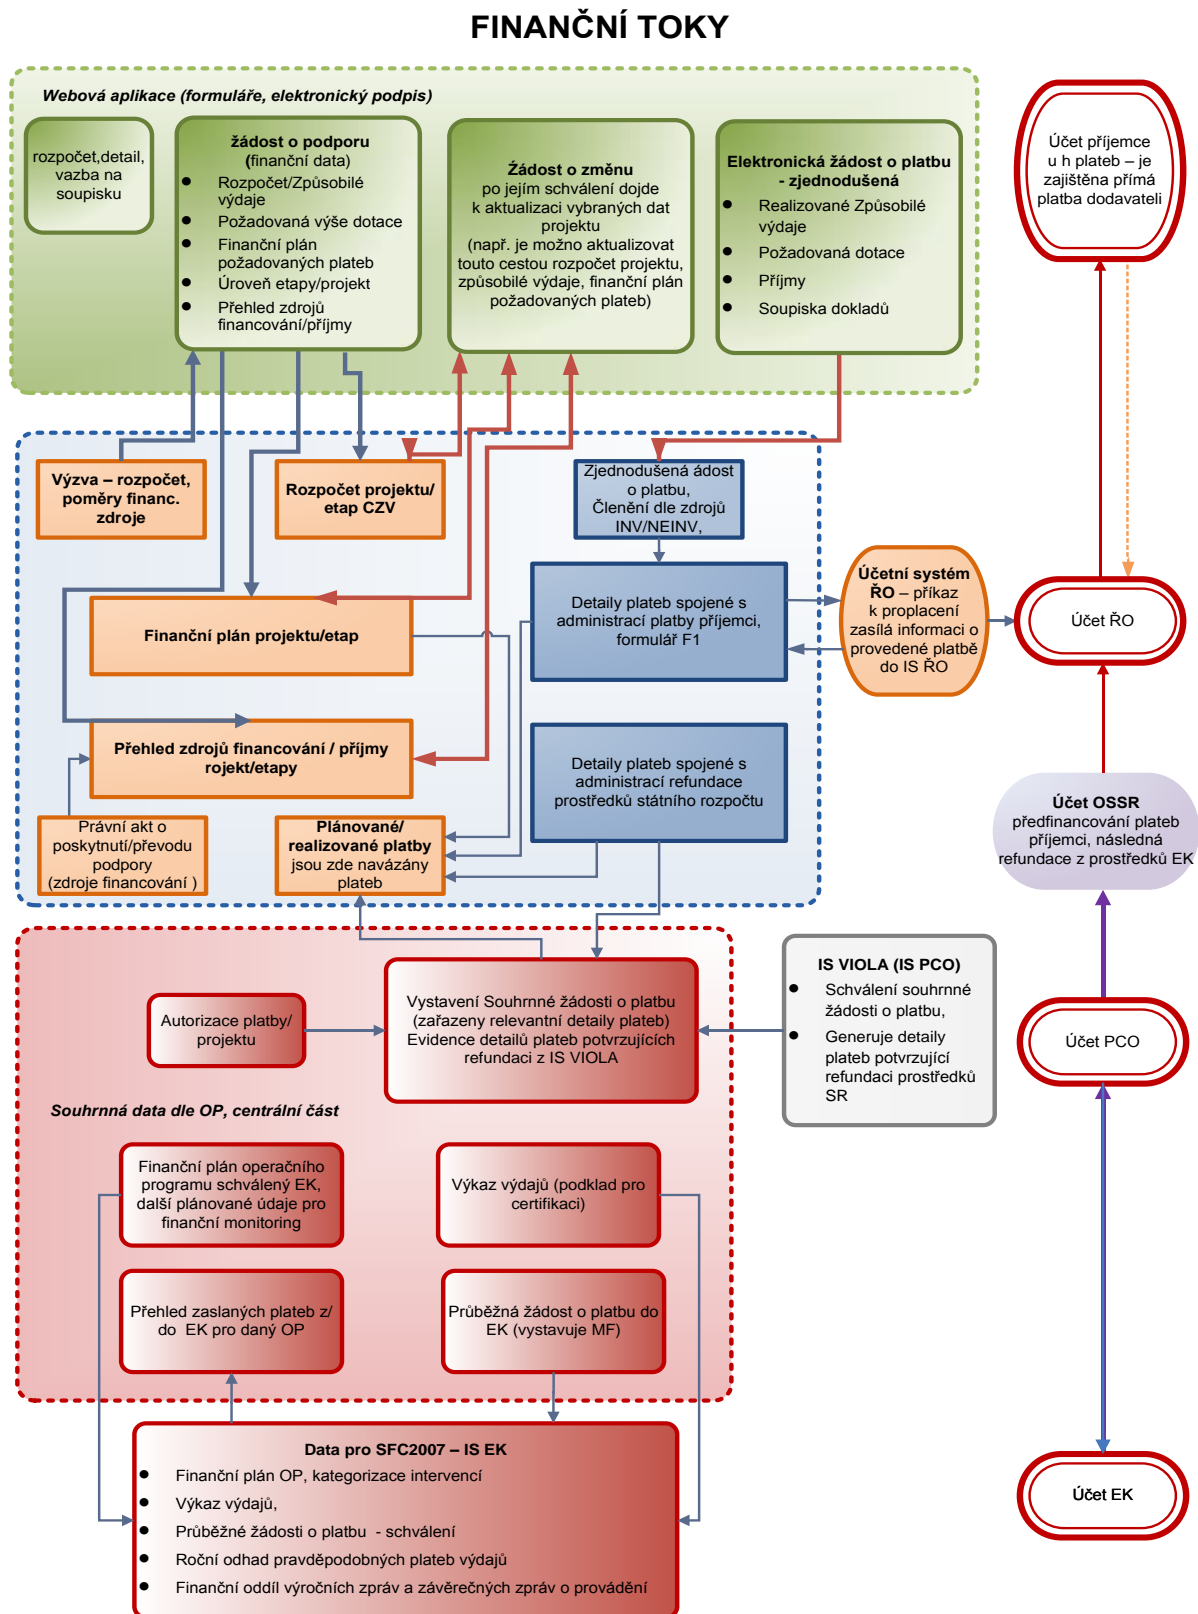 FINANČNÍ TOKY
Webová aplikace (formuláře, elektronický podpis)
rozpočet,detail,
vazba na
soupisku
žádost o podporu
(finanční data)
● Rozpočet/Způsobilé
výdaje
● Požadovaná výše dotace
● Finanční plán
požadovaných plateb
● Úroveň etapy/projekt
● Přehled zdrojů
financování/příjmy
Źádost o změnu
po jejím schválení dojde
k aktualizaci vybraných dat
projektu
(např. je možno aktualizovat
touto cestou rozpočet projektu,
způsobilé výdaje, finanční plán
požadovaných plateb)
Elektronická žádost o platbu
- zjednodušená
● Realizované Způsobilé
výdaje
● Požadovaná dotace
● Příjmy
● Soupiska dokladů
Účet příjemce
u h plateb – je
zajištěna přímá
platba dodavateli
Výzva – rozpočet,
poměry financ.
zdroje
Rozpočet projektu/
etap CZV
Zjednodušená ádost
o platbu,
Členění dle zdrojů
INV/NEINV,
Finanční plán projektu/etap
Detaily plateb spojené s
administrací platby příjemci,
formulář F1
Účetní systém
ŘO – příkaz
k proplacení
zasílá informaci o
provedené platbě
do IS ŘO
Účet ŘO
Přehled zdrojů financování / příjmy
rojekt/etapy
Detaily plateb spojené s
administrací refundace
prostředků státního rozpočtu
Právní akt o
poskytnutí/převodu
podpory
(zdroje financování )
Plánované/
realizované platby
jsou zde navázány
plateb
Účet OSSR
předfinancování plateb
příjemci, následná
refundace z prostředků EK
Autorizace platby/
projektu
Vystavení Souhrnné žádosti o platbu
(zařazeny relevantní detaily plateb)
Evidence detailů plateb potvrzujících
refundaci z IS VIOLA
IS VIOLA (IS PCO)
● Schválení souhrnné
žádosti o platbu,
● Generuje detaily
plateb potvrzující
refundaci prostředků
SR
Účet PCO
Souhrnná data dle OP, centrální část
Finanční plán operačního
programu schválený EK,
další plánované údaje pro
finanční monitoring
Výkaz výdajů (podklad pro
certifikaci)
Přehled zaslaných plateb z/
do EK pro daný OP
Průběžná žádost o platbu do
EK (vystavuje MF)
Data pro SFC2007 – IS EK
● Finanční plán OP, kategorizace intervencí
● Výkaz výdajů,
● Průběžné žádosti o platbu - schválení
● Roční odhad pravděpodobných plateb výdajů
● Finanční oddíl výročních zpráv a závěrečných zpráv o provádění
Účet EK